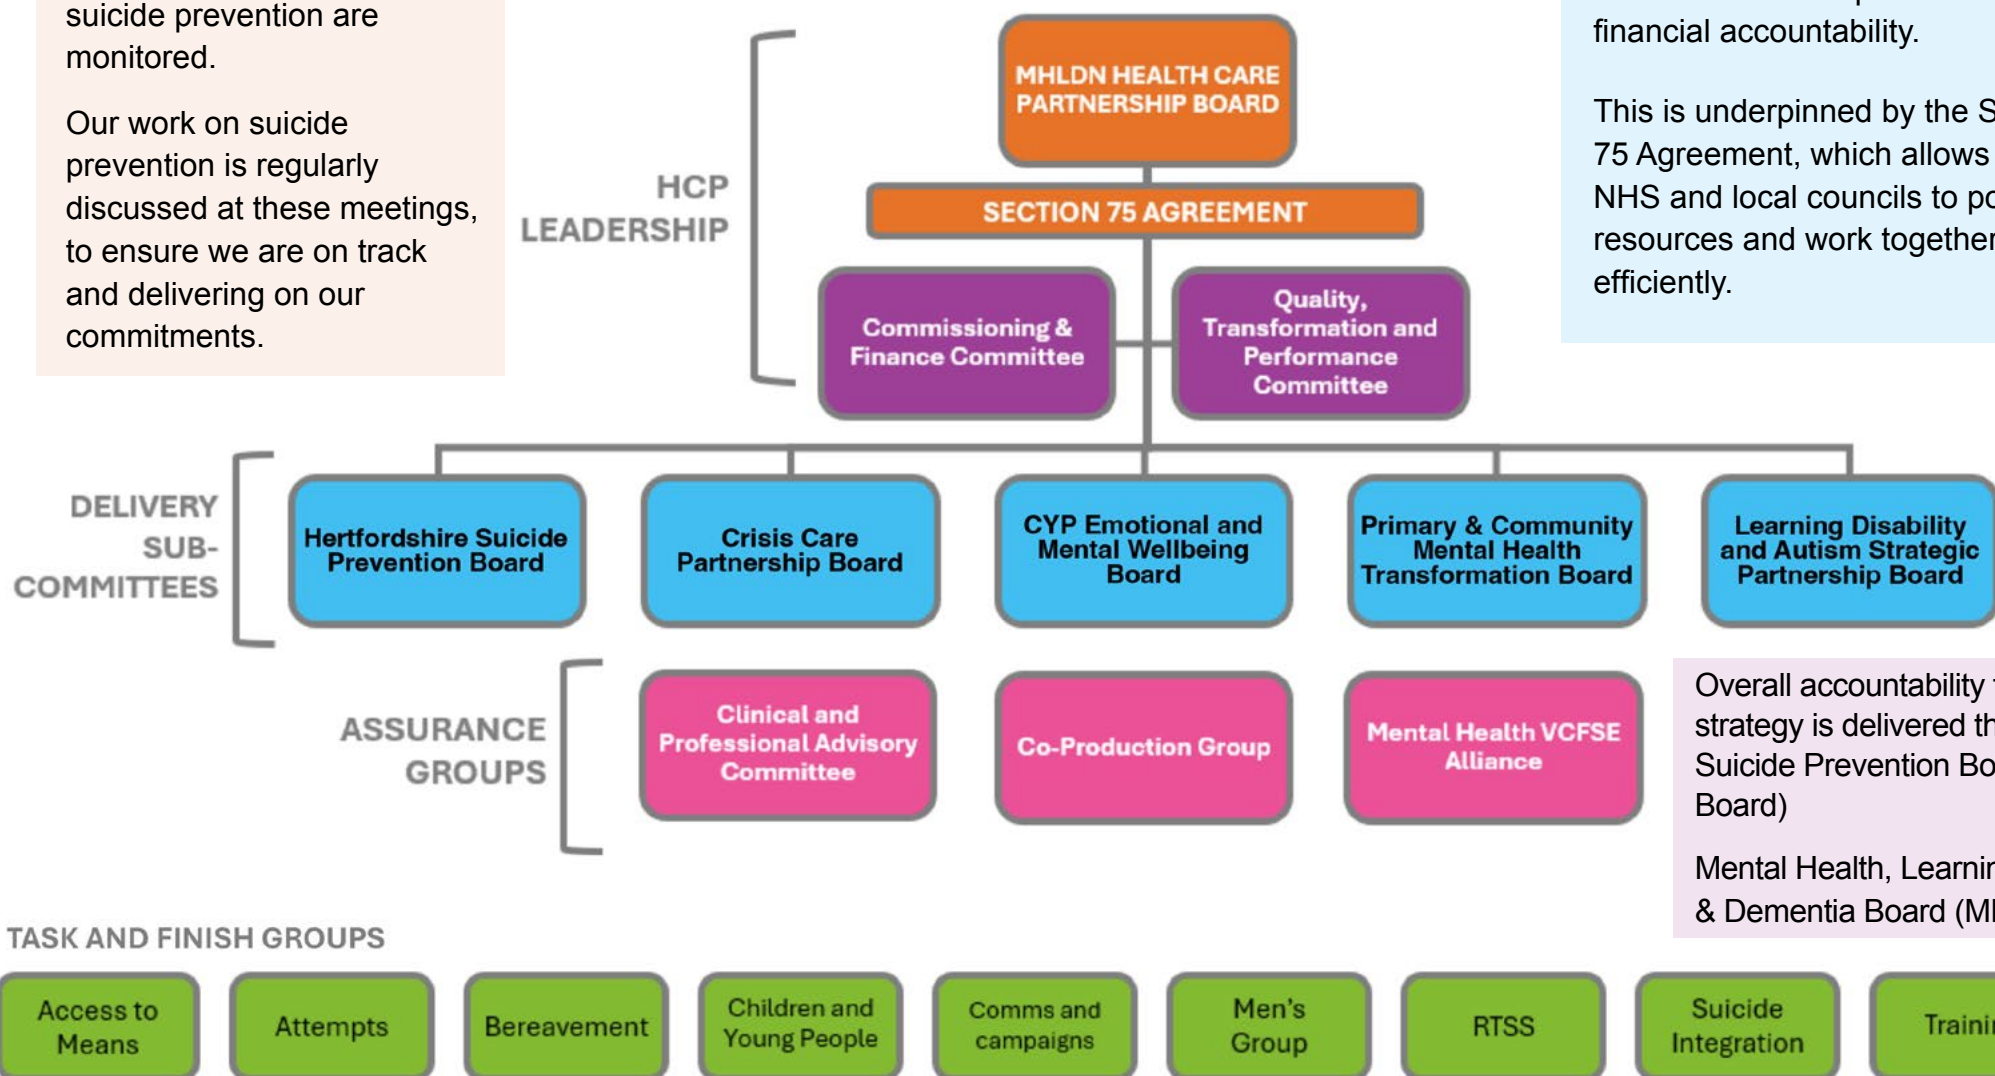 suicide prevention are
monitored.
Our work on suicide
prevention is regularly
discussed at these meetings,
to ensure we are on track
and delivering on our
commitments.
HCP
LEADERSHIP
MHLDN HEALTH CARE
PARTNERSHIP BOARD
SECTION 75 AGREEMENT
Commissioning &
Finance Committee
Quality,
Transformation and
Performance
Committee
financial accountability.
This is underpinned by the
75 Agreement, which allows
NHS and local councils to
resources and work together
efficiently.
DELIVERY
SUB-
COMMITTEES
Hertfordshire Suicide
Prevention Board
Crisis Care
Partnership Board
CYP Emotional and
Mental Wellbeing
Board
Primary & Community
Mental Health
Transformation Board
Learning Disability
and Autism Strategic
Partnership Board
ASSURANCE
GROUPS
Clinical and
Professional Advisory
Committee
Co-Production Group
Mental Health VCFSE
Alliance
Overall accountability
strategy is delivered
Suicide Prevention
Board)
Mental Health,
& Dementia Board
TASK AND FINISH GROUPS
Access to
Means
Attempts
Bereavement
Children and
Young People
Comms and
campaigns
Men's
Group
RTSS
Suicide
Integration